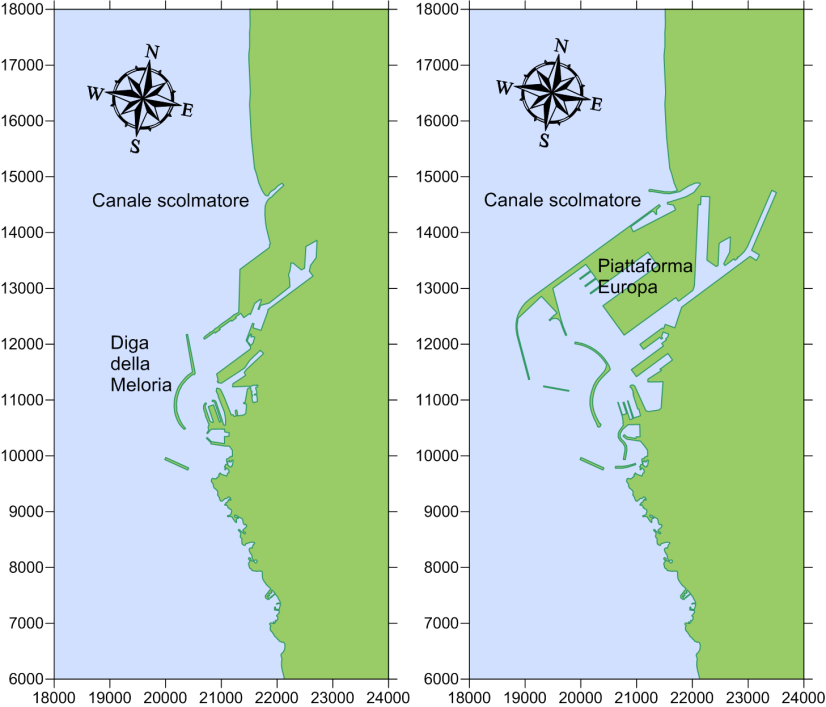 18000
17000
16000
15000
14000
13000
12000
11000
10000
9000
8000
7000
6000
18000 19000 20000 21000 22000 23000 24000
N
W
E
S
Canale scolmatore
Diga
della
Meloria
18000
17000
16000
15000
14000
13000
12000
11000
10000
9000
8000
7000
6000
18000 19000 20000 21000 22000 23000 24000
N
W
E
S
Canale scolmatore
Piattaforma
Europa